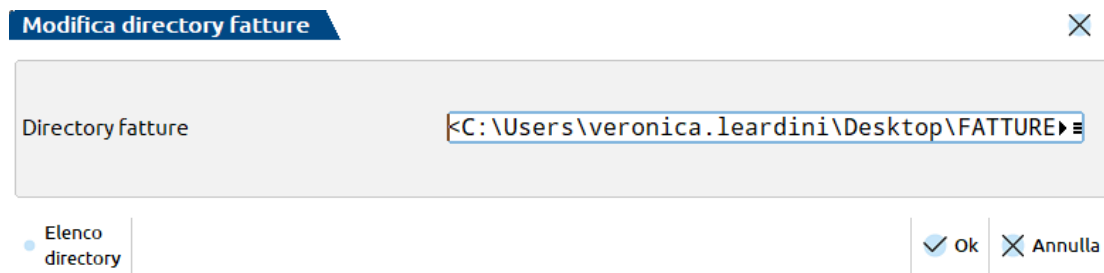 Modifica directory fatture
Directory fatture <C:\Users\veronica.leardini\Desktop\FATTURE
Elenco directory
Ok Annulla